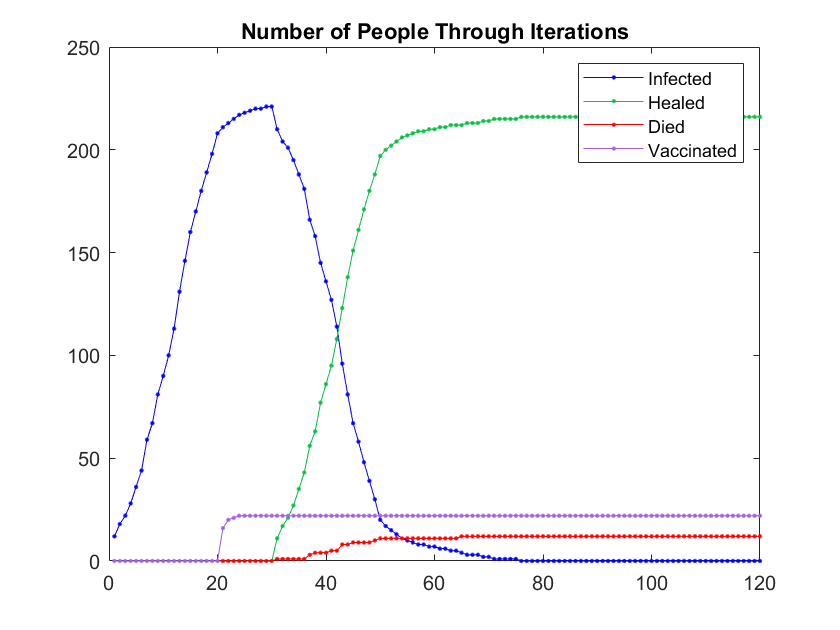 Number of People Through Iterations
250
200
150
100
50
0
0 20 40 60 80 100 120
Infected
Healed
Died
Vaccinated